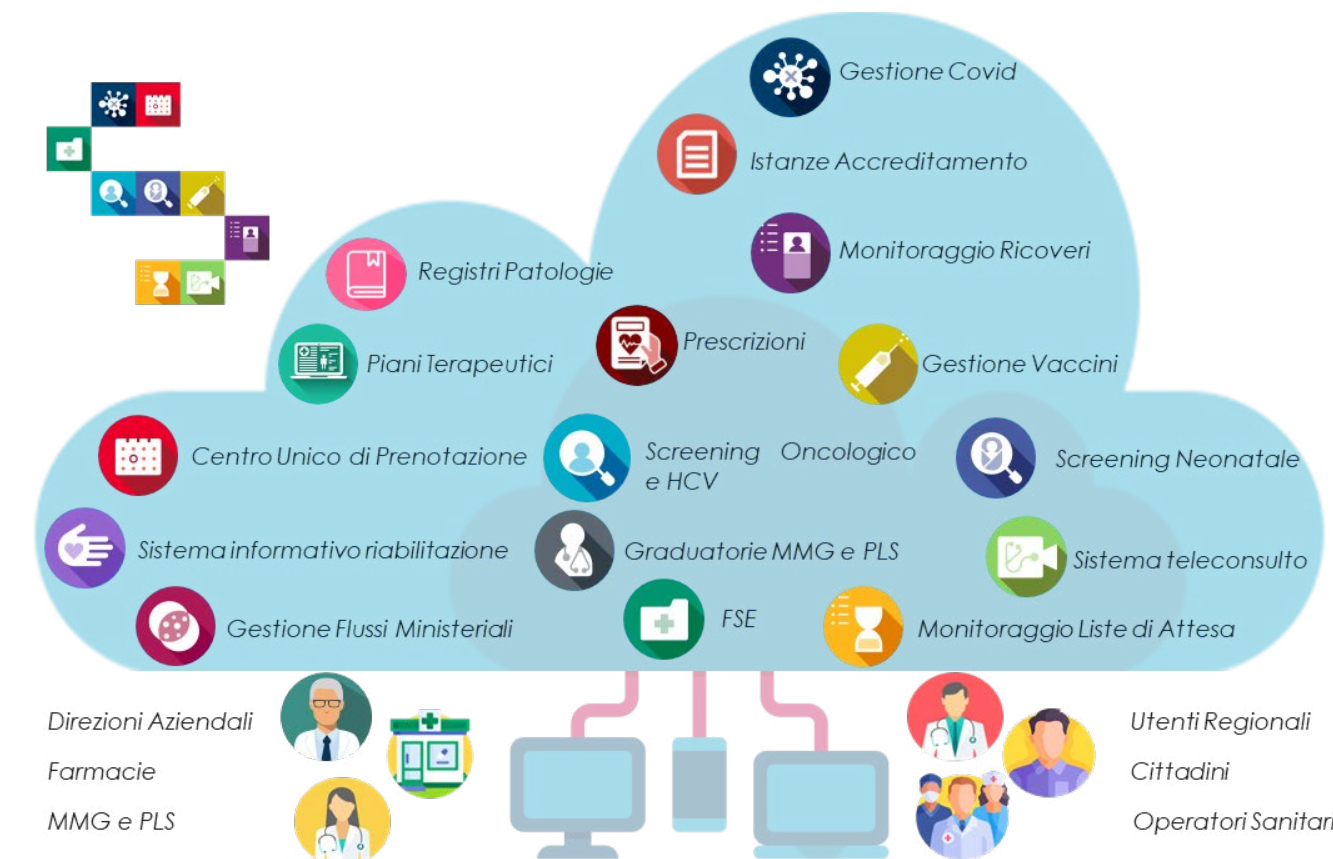 Gestione Covid
Istanze Accreditamento
Monitoraggio Ricoveri
Registri Patologie
Prescrizioni
Piani Terapeutici
Gestione Vaccini
Centro Unico di Prenotazione
Screening Oncologico
e HCV
Screening Neonatale
Sistema informativo riabilitazione
Graduatorie MMG e PLS
Sistema teleconsulto
Gestione Flussi Ministeriali
FSE
Monitoraggio Liste di Attesa
Direzioni Aziendali
Farmacie
MMG e PLS
Utenti Regionali
Cittadini
Operatori Sanitari